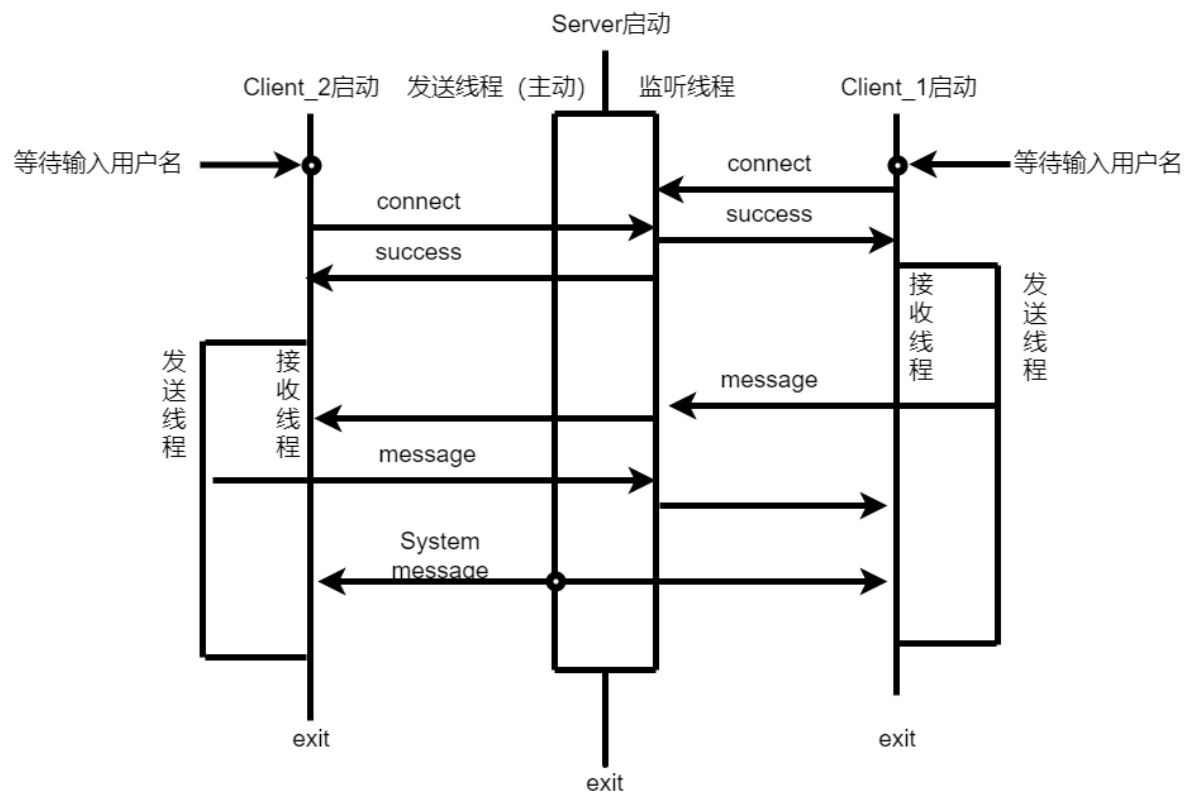 Server启动
Client_2启动
发送线程（主动）
监听线程
Client_1启动
等待输入用户名
等待输入用户名
connect
connect
success
success
接收线程
发送线程
发送线程
接收线程
message
message
System
message
exit
exit
exit